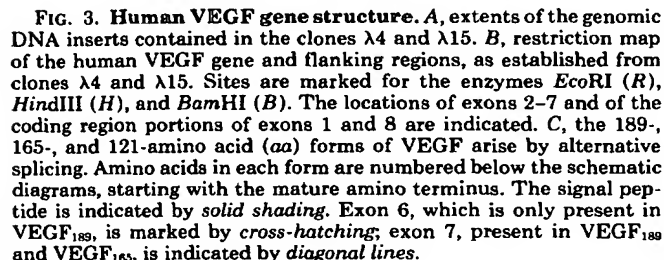 FIG. 3. Human VEGF gene structure. A, extents of the genomic
DNA inserts contained in the clones λ4 and λ15. B, restriction map
of the human VEGF gene and flanking regions, as established from
clones λ4 and λ15. Sites are marked for the enzymes EcoRI (R),
HindIII (H), and BamHI (B). The locations of exons 2–7 and of the
coding region portions of exons 1 and 8 are indicated. C, the 189-,
165-, and 121-amino acid (aa) forms of VEGF arise by alternative
splicing. Amino acids in each form are numbered below the schematic
diagrams, starting with the mature amino terminus. The signal pep-
tide is indicated by solid shading. Exon 6, which is only present in
VEGF₁₈₉, is marked by cross-hatching; exon 7, present in VEGF₁₈₉
and VEGF₁₆₅, is indicated by diagonal lines.